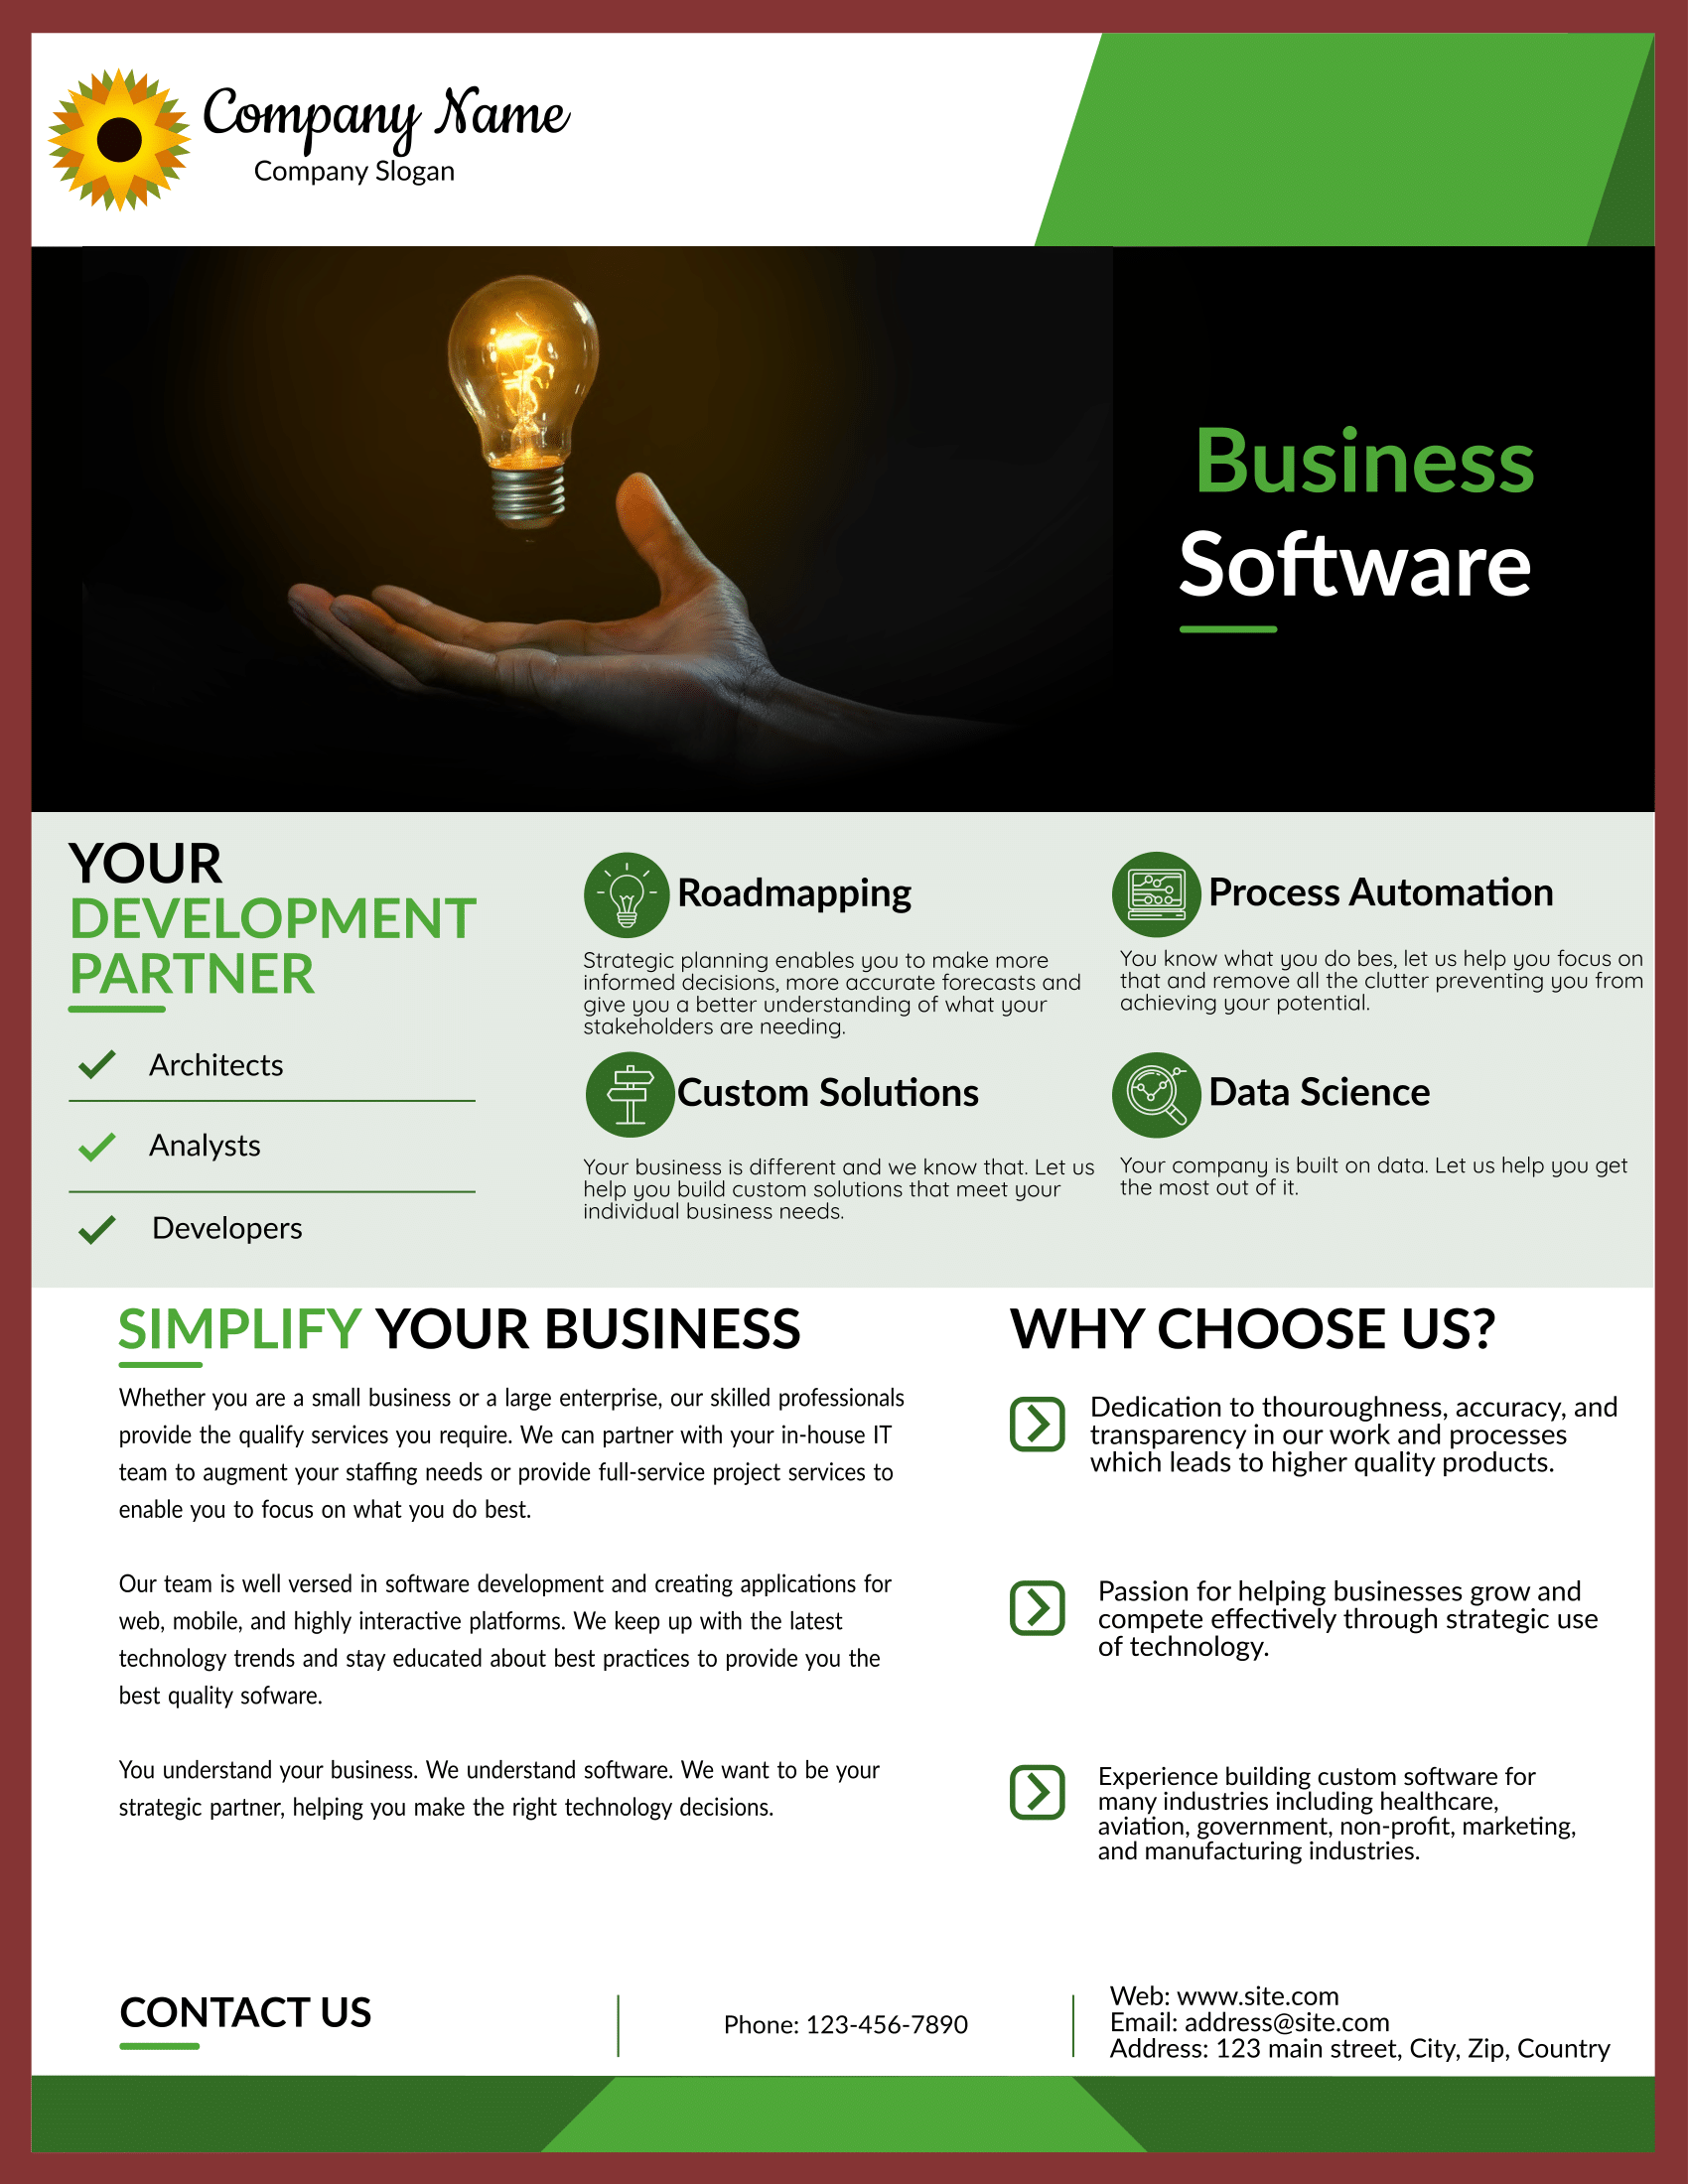 Company Name
Company Slogan
Business
Software
YOUR
DEVELOPMENT
PARTNER
Architects
Analysts
Developers
Roadmapping
Strategic planning enables you to make more
informed decisions, more accurate forecasts and
give you a better understanding of what your
stakeholders are needing.
Process Automation
You know what you do bes, let us help you focus on
that and remove all the clutter preventing you from
achieving your potential.
Custom Solutions
Your business is different and we know that. Let us
help you build custom solutions that meet your
individual business needs.
Data Science
Your company is built on data. Let us help you get
the most out of it.
SIMPLIFY YOUR BUSINESS
Whether you are a small business or a large enterprise, our skilled professionals
provide the qualify services you require. We can partner with your in-house IT
team to augment your staffing needs or provide full-service project services to
enable you to focus on what you do best.
Our team is well versed in software development and creating applications for
web, mobile, and highly interactive platforms. We keep up with the latest
technology trends and stay educated about best practices to provide you the
best quality sofware.
You understand your business. We understand software. We want to be your
strategic partner, helping you make the right technology decisions.
WHY CHOOSE US?
Dedication to thouroughness, accuracy, and
transparency in our work and processes
which leads to higher quality products.
Passion for helping businesses grow and
compete effectively through strategic use
of technology.
Experience building custom software for
many industries including healthcare,
aviation, government, non-profit, marketing,
and manufacturing industries.
CONTACT US
Phone: 123-456-7890
Web: www.site.com
Email: address@site.com
Address: 123 main street, City, Zip, Country